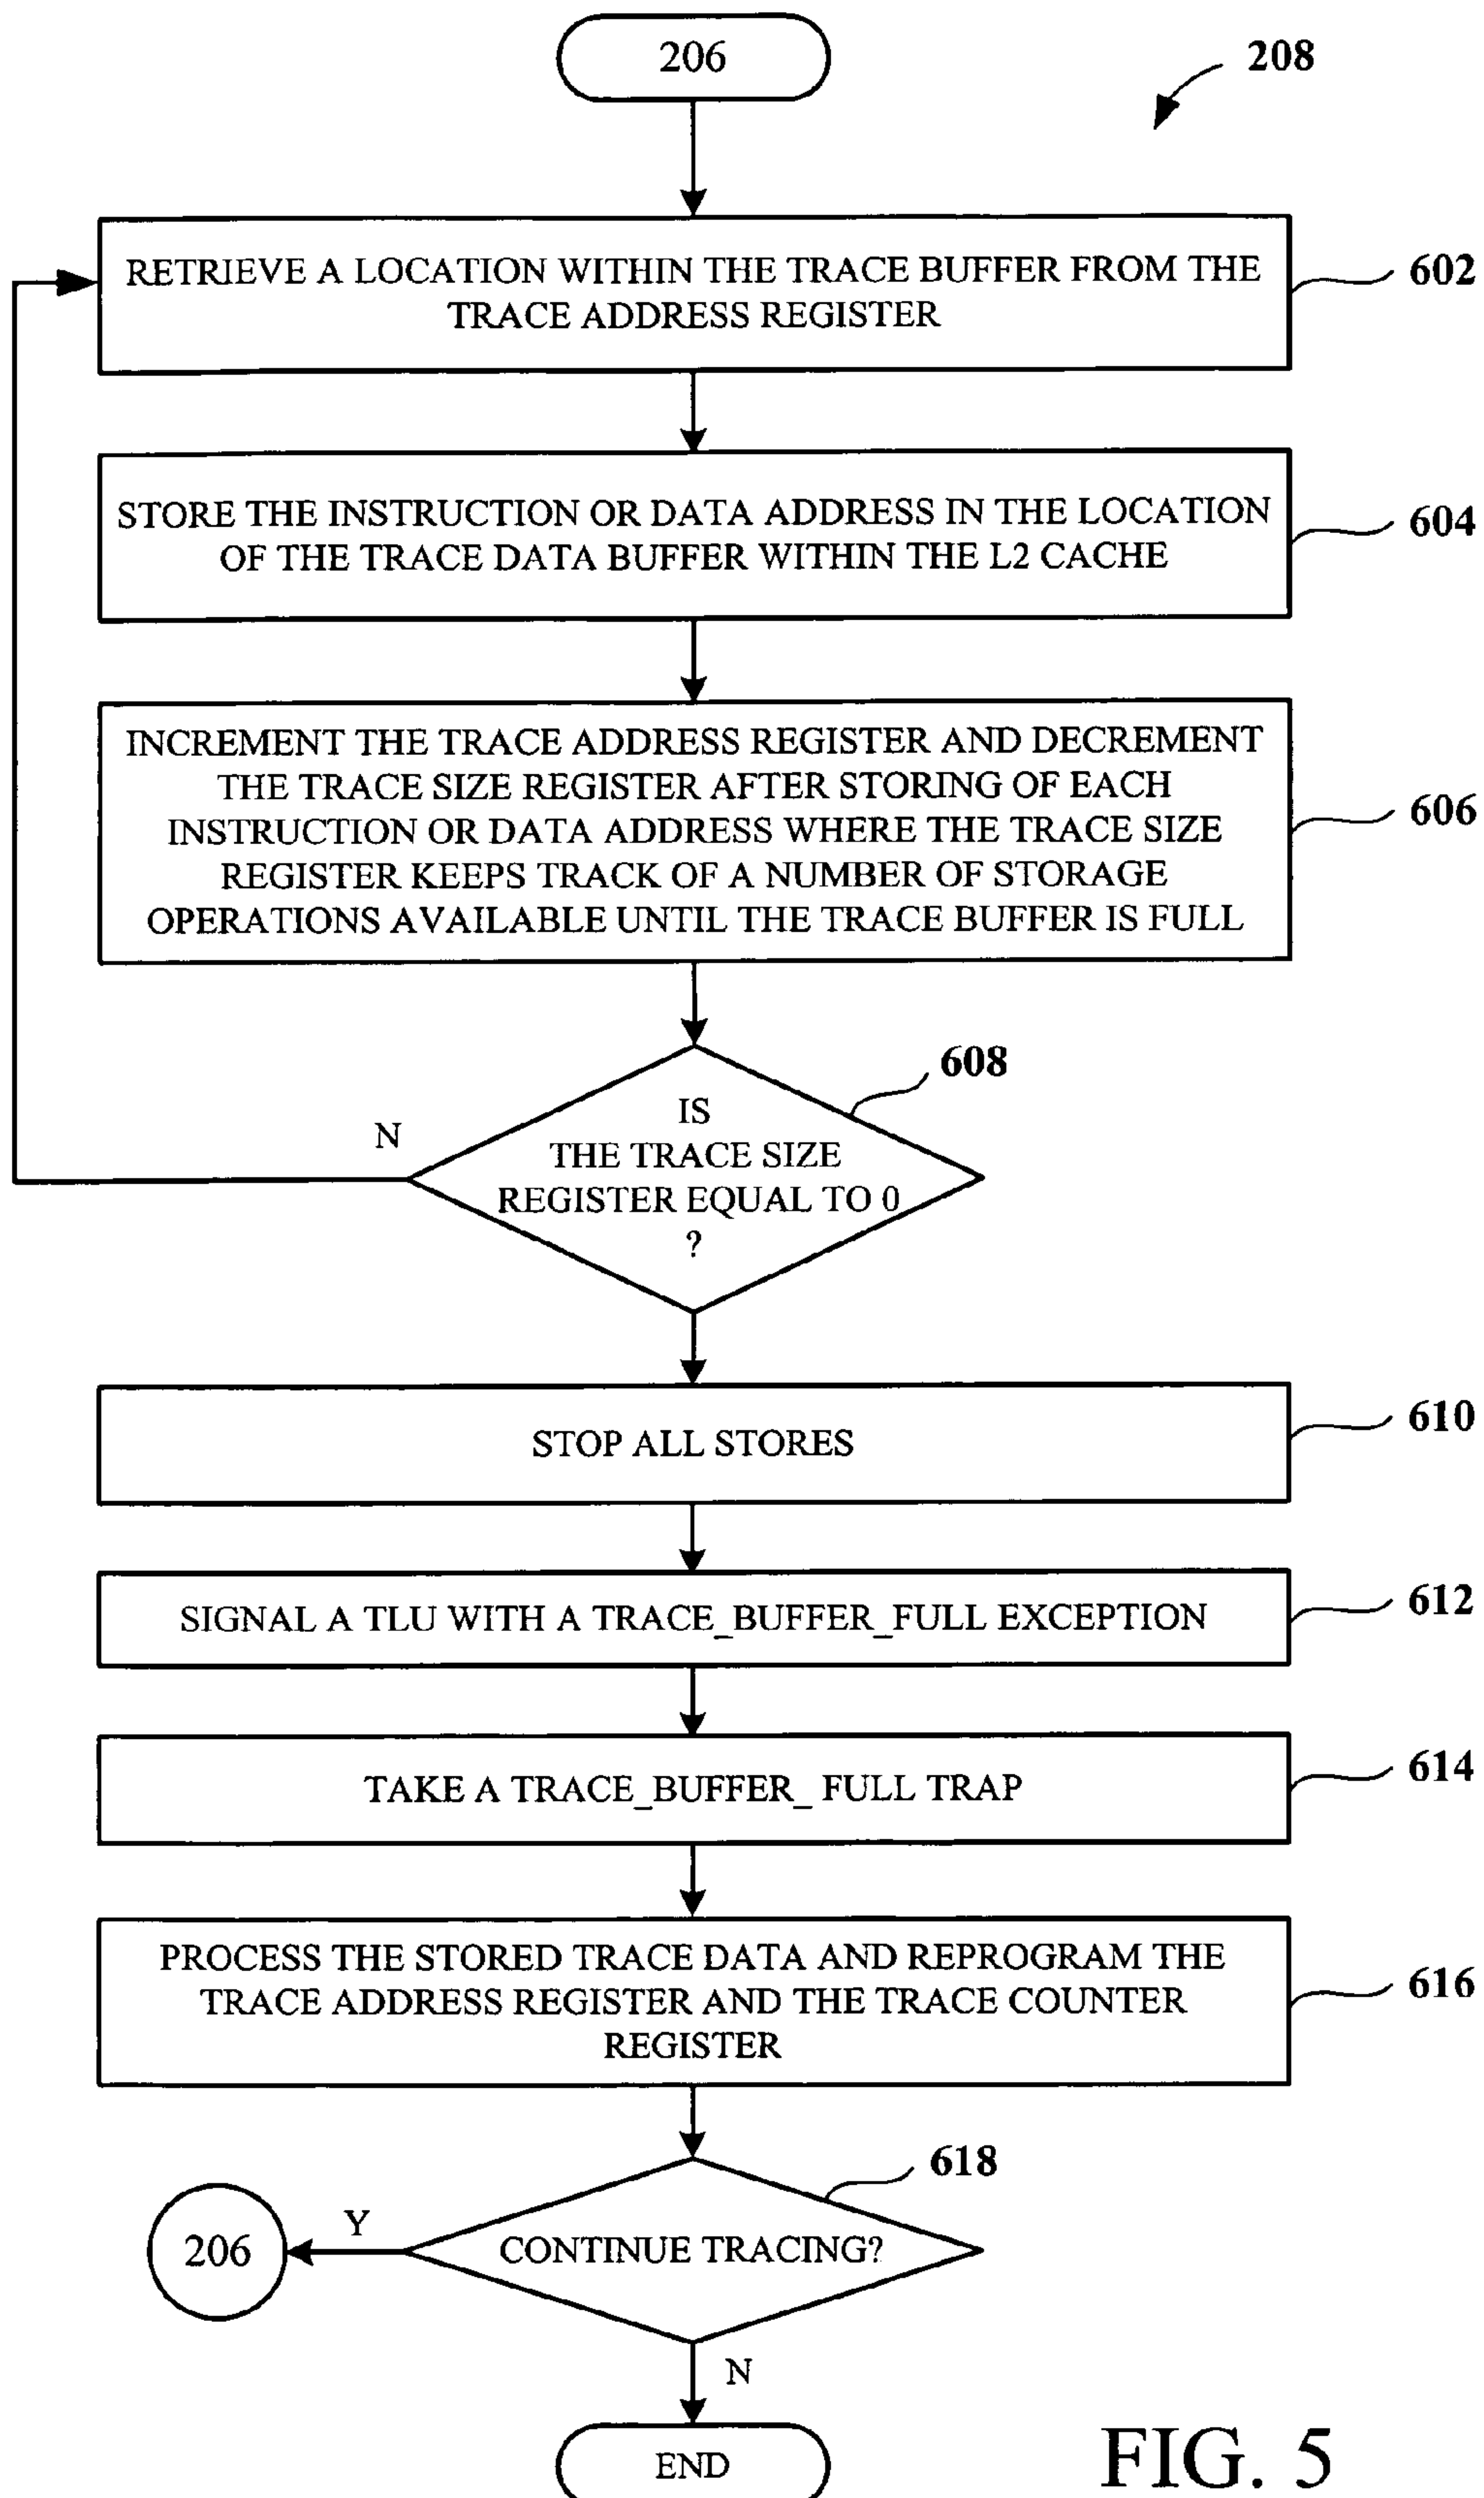 206
208
RETRIEVE A LOCATION WITHIN THE TRACE BUFFER FROM THE
TRACE ADDRESS REGISTER
602
STORE THE INSTRUCTION OR DATA ADDRESS IN THE LOCATION
OF THE TRACE DATA BUFFER WITHIN THE L2 CACHE
604
INCREMENT THE TRACE ADDRESS REGISTER AND DECREMENT
THE TRACE SIZE REGISTER AFTER STORING OF EACH
INSTRUCTION OR DATA ADDRESS WHERE THE TRACE SIZE
REGISTER KEEPS TRACK OF A NUMBER OF STORAGE
OPERATIONS AVAILABLE UNTIL THE TRACE BUFFER IS FULL
606
608
N
IS
THE TRACE SIZE
REGISTER EQUAL TO 0
?
STOP ALL STORES
610
SIGNAL A TLU WITH A TRACE_BUFFER_FULL EXCEPTION
612
TAKE A TRACE_BUFFER_ FULL TRAP
614
PROCESS THE STORED TRACE DATA AND REPROGRAM THE
TRACE ADDRESS REGISTER AND THE TRACE COUNTER
REGISTER
616
618
206
Y
CONTINUE TRACING?
N
END
FIG. 5